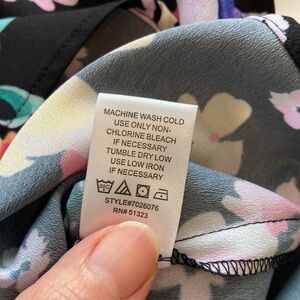 MACHINE WASH COLD
USE ONLY NON-
CHLORINE BLEACH
IF NECESSARY
TUMBLE DRY LOW
USE LOW IRON
IF NECESSARY
STYLE#7026076
RN# 51323